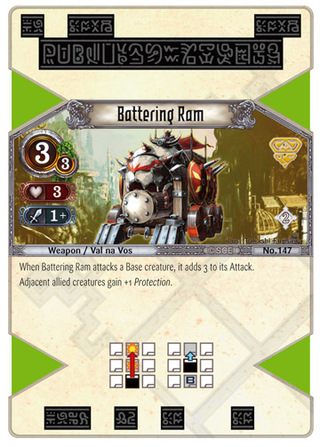 Battering Ram
3
3
3
1+
2
Weapon / Val na Vos
GSCE
No.147
When Battering Ram attacks a Base creature, it adds 3 to its Attack.
Adjacent allied creatures gain +1 Protection.